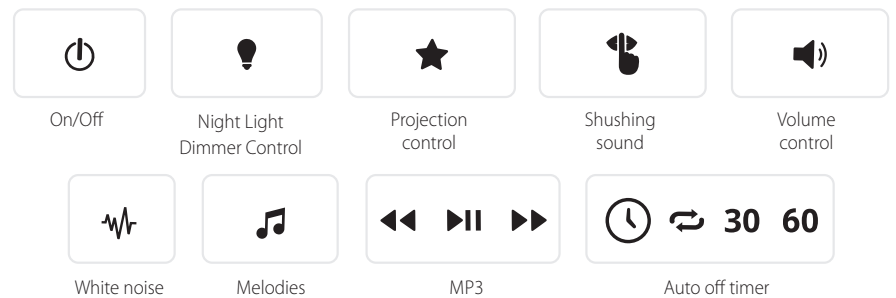 On/Off
Night Light
Dimmer Control
Projection
control
Shushing
sound
Volume
control
30 60
White noise
Melodies
MP3
Auto off timer